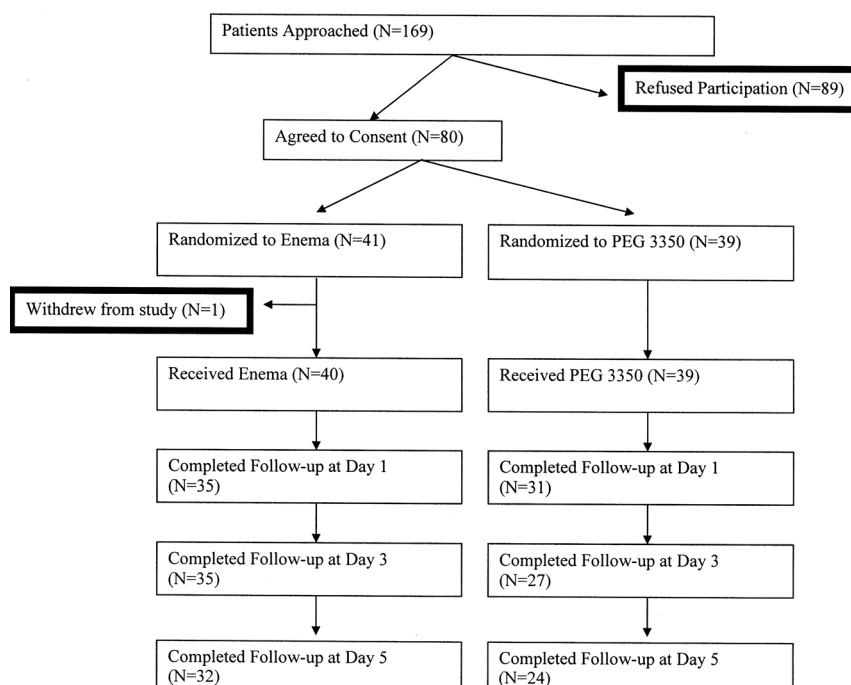 Patients Approached (N=169)
Refused Participation (N=89)
Agreed to Consent (N=80)
Randomized to Enema (N=41)
Randomized to PEG 3350 (N=39)
Withdrew from study (N=1)
Received Enema (N=40)
Received PEG 3350 (N=39)
Completed Follow-up at Day 1
(N=35)
Completed Follow-up at Day 1
(N=31)
Completed Follow-up at Day 3
(N=35)
Completed Follow-up at Day 3
(N=27)
Completed Follow-up at Day 5
(N=32)
Completed Follow-up at Day 5
(N=24)